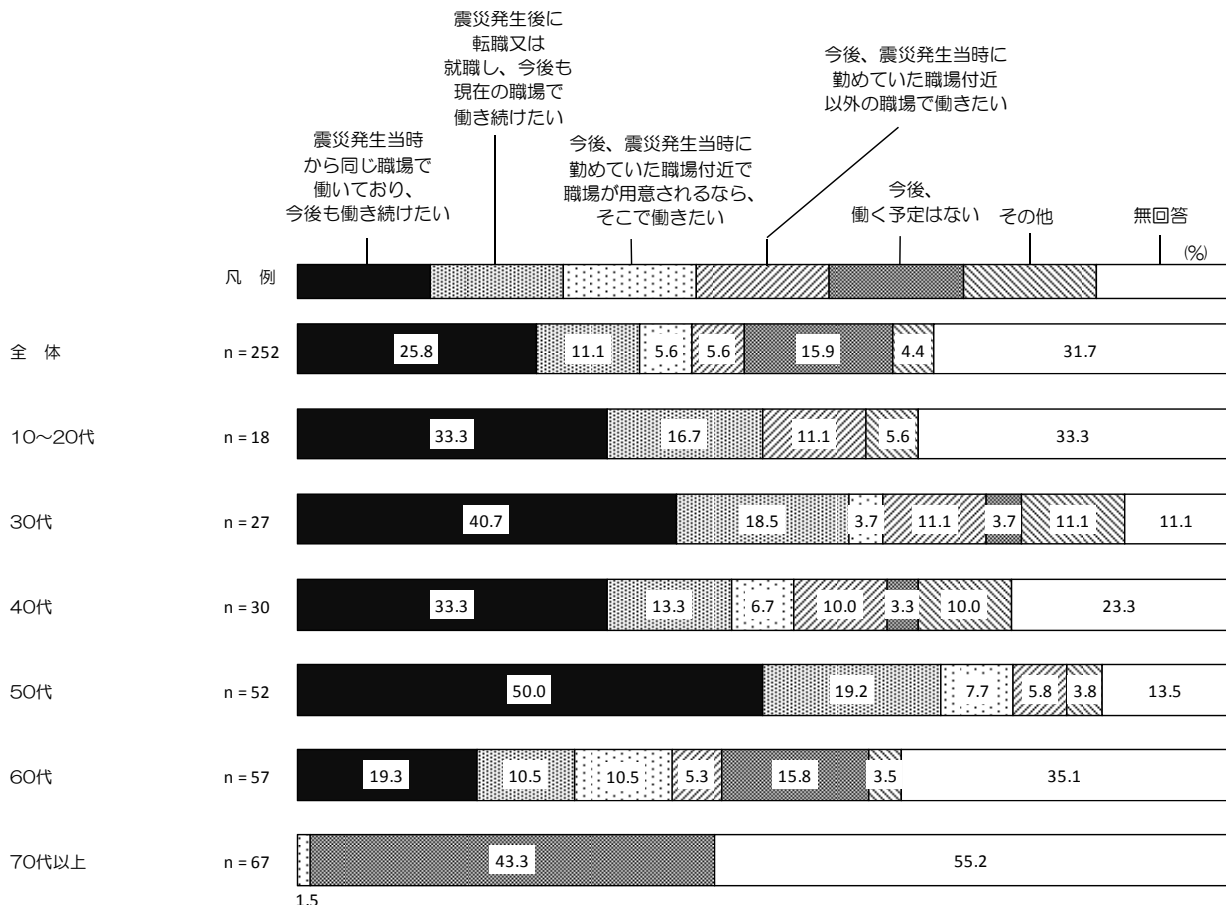 震災発生当時
から同じ職場で
働いており、
今後も働き続けたい
震災発生後に
転職又は
就職し、今後も
現在の職場で
働き続けたい
今後、震災発生当時に
勤めていた職場付近で
職場が用意されるなら、
そこで働きたい
今後、震災発生当時に
勤めていた職場付近
以外の職場で働きたい
今後、
働く予定はない
その他
無回答
(%)
凡 例
全 体 n = 252 25.8 11.1 5.6 5.6 15.9 4.4 31.7
10～20代 n = 18 33.3 16.7 11.1 5.6 33.3
30代 n = 27 40.7 18.5 3.7 11.1 3.7 11.1 11.1
40代 n = 30 33.3 13.3 6.7 10.0 3.3 10.0 23.3
50代 n = 52 50.0 19.2 7.7 5.8 3.8 13.5
60代 n = 57 19.3 10.5 10.5 5.3 15.8 3.5 35.1
70代以上 n = 67 43.3 55.2
1.5